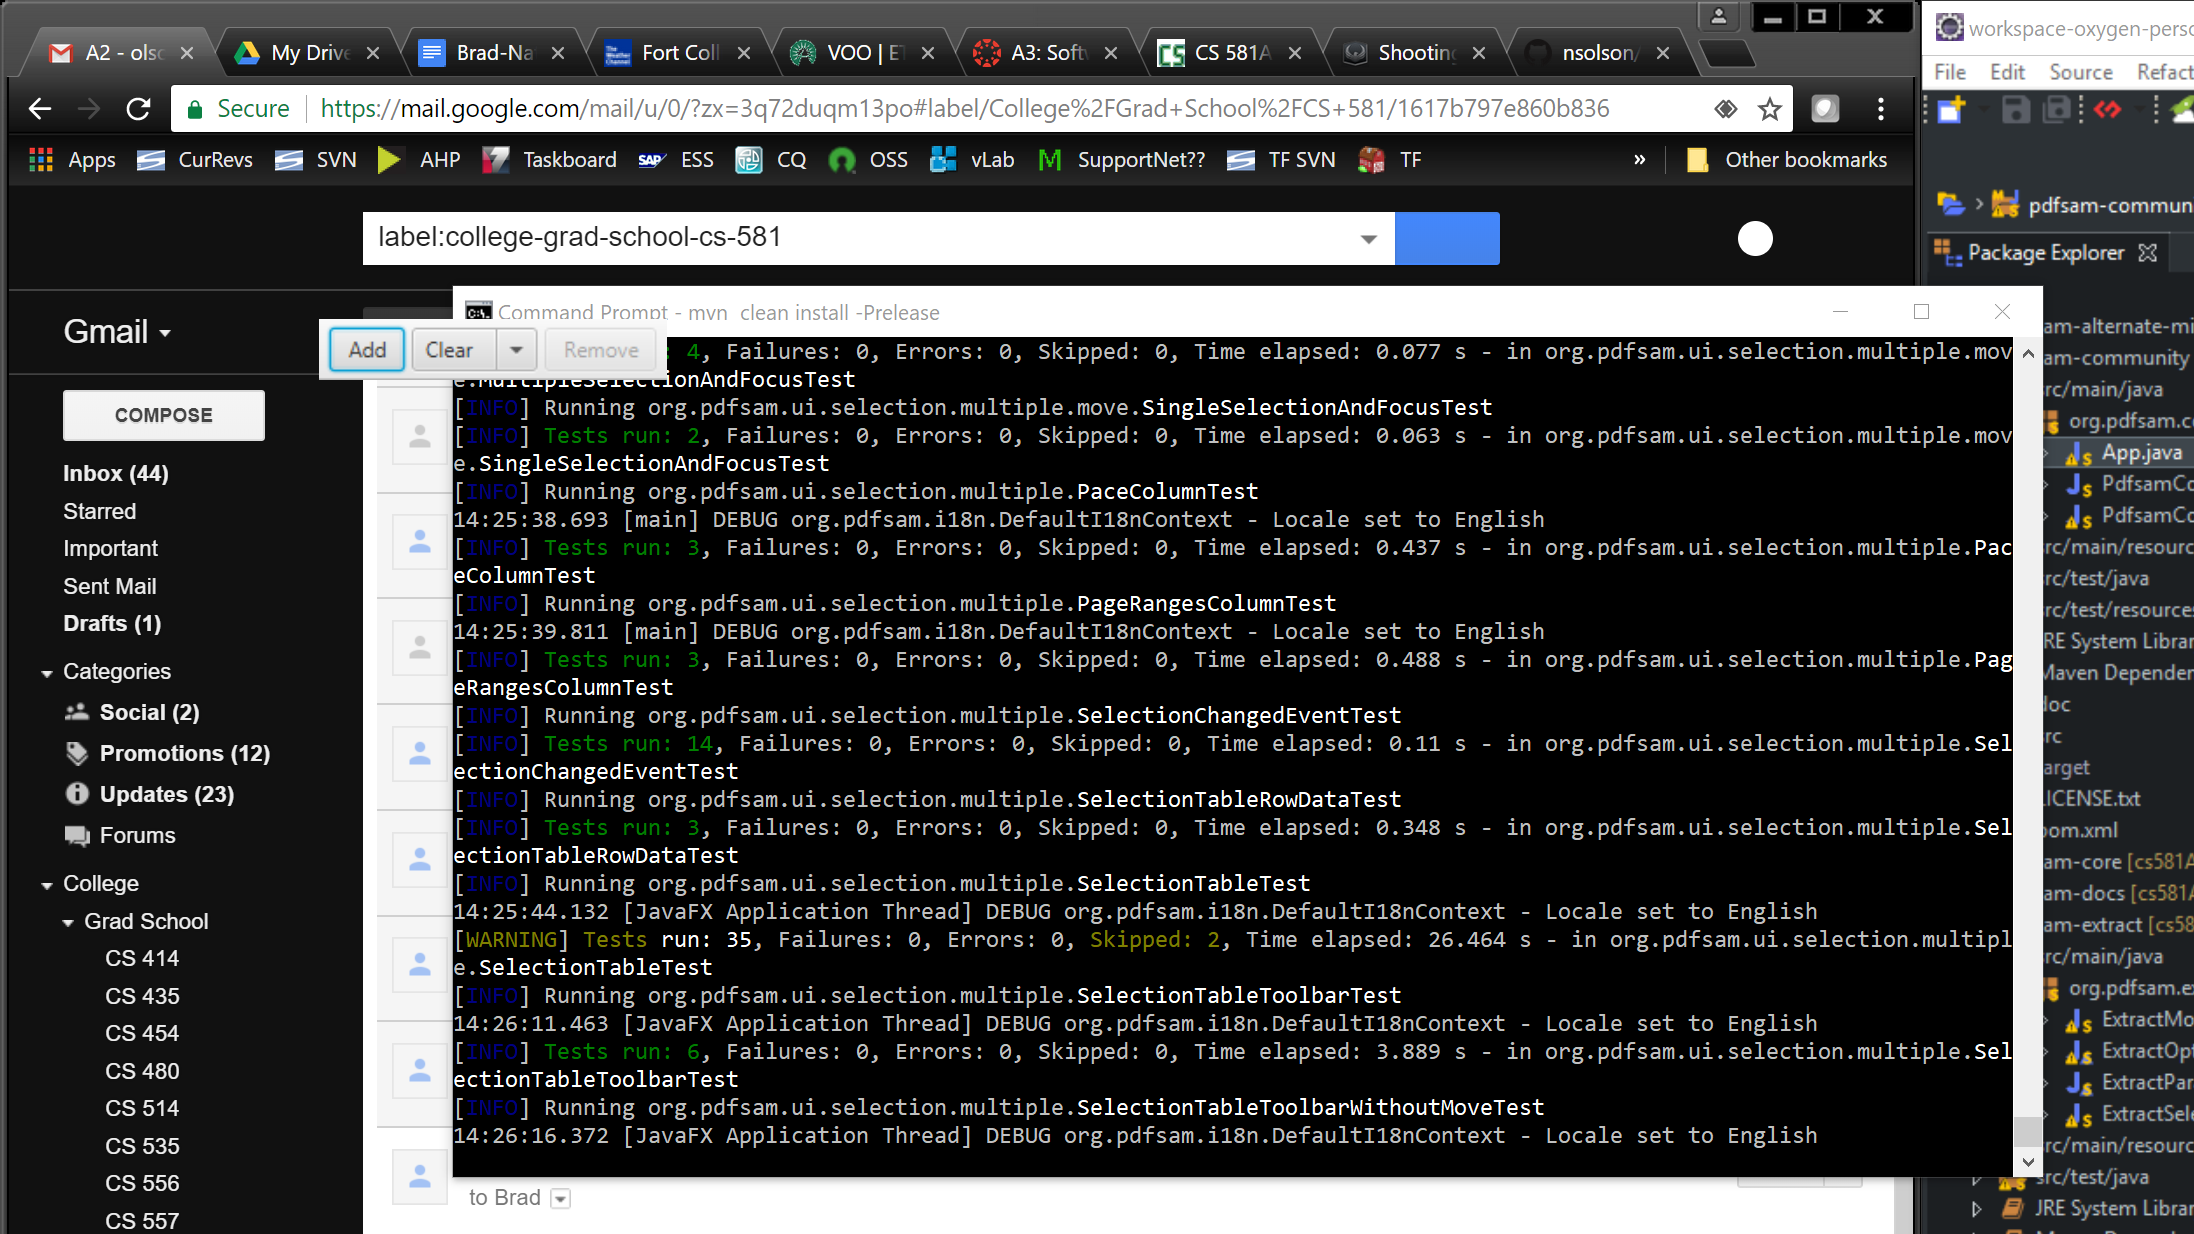 A2 - olsc
My Drive
Brad-Na
Fort Coll
VOO | ET
A3: Softw
CS 581A
Shooting
nsolson/
Secure
https://mail.google.com/mail/u/0/?zx=3q72duqm13po#label/College%2FGrad+School%2FCS+581/1617b797e860b836
Apps CurRevs SVN AHP Taskboard ESS CQ OSS vLab SupportNet?? TF SVN TF » Other bookmarks
label:college-grad-school-cs-581
Gmail
COMPOSE
Inbox (44)
Starred
Important
Sent Mail
Drafts (1)
Categories
Social (2)
Promotions (12)
Updates (23)
Forums
College
Grad School
CS 414
CS 435
CS 454
CS 480
CS 514
CS 535
CS 556
CS 557
Add Clear Remove
Command Prompt - mvn  clean install -Prelease
: 4, Failures: 0, Errors: 0, Skipped: 0, Time elapsed: 0.077 s - in org.pdfsam.ui.selection.multiple.mov
e.MultipleSelectionAndFocusTest
[INFO] Running org.pdfsam.ui.selection.multiple.move.SingleSelectionAndFocusTest
[INFO] Tests run: 2, Failures: 0, Errors: 0, Skipped: 0, Time elapsed: 0.063 s - in org.pdfsam.ui.selection.multiple.mov
e.SingleSelectionAndFocusTest
[INFO] Running org.pdfsam.ui.selection.multiple.PaceColumnTest
14:25:38.693 [main] DEBUG org.pdfsam.i18n.DefaultI18nContext - Locale set to English
[INFO] Tests run: 3, Failures: 0, Errors: 0, Skipped: 0, Time elapsed: 0.437 s - in org.pdfsam.ui.selection.multiple.Pac
eColumnTest
[INFO] Running org.pdfsam.ui.selection.multiple.PageRangesColumnTest
14:25:39.811 [main] DEBUG org.pdfsam.i18n.DefaultI18nContext - Locale set to English
[INFO] Tests run: 3, Failures: 0, Errors: 0, Skipped: 0, Time elapsed: 0.488 s - in org.pdfsam.ui.selection.multiple.Pag
eRangesColumnTest
[INFO] Running org.pdfsam.ui.selection.multiple.SelectionChangedEventTest
[INFO] Tests run: 14, Failures: 0, Errors: 0, Skipped: 0, Time elapsed: 0.11 s - in org.pdfsam.ui.selection.multiple.Sel
ectionChangedEventTest
[INFO] Running org.pdfsam.ui.selection.multiple.SelectionTableRowDataTest
[INFO] Tests run: 3, Failures: 0, Errors: 0, Skipped: 0, Time elapsed: 0.348 s - in org.pdfsam.ui.selection.multiple.Sel
ectionTableRowDataTest
[INFO] Running org.pdfsam.ui.selection.multiple.SelectionTableTest
14:25:44.132 [JavaFX Application Thread] DEBUG org.pdfsam.i18n.DefaultI18nContext - Locale set to English
[WARNING] Tests run: 35, Failures: 0, Errors: 0, Skipped: 2, Time elapsed: 26.464 s - in org.pdfsam.ui.selection.multipl
e.SelectionTableTest
[INFO] Running org.pdfsam.ui.selection.multiple.SelectionTableToolbarTest
14:26:11.463 [JavaFX Application Thread] DEBUG org.pdfsam.i18n.DefaultI18nContext - Locale set to English
[INFO] Tests run: 6, Failures: 0, Errors: 0, Skipped: 0, Time elapsed: 3.889 s - in org.pdfsam.ui.selection.multiple.Sel
ectionTableToolbarTest
[INFO] Running org.pdfsam.ui.selection.multiple.SelectionTableToolbarWithoutMoveTest
14:26:16.372 [JavaFX Application Thread] DEBUG org.pdfsam.i18n.DefaultI18nContext - Locale set to English
to Brad
workspace-oxygen-perso
File Edit Source Refact
pdfsam-commun
Package Explorer
am-alternate-mi
am-community
rc/main/java
org.pdfsam.co
App.java
PdfsamCo
PdfsamCo
rc/main/resourc
rc/test/java
rc/test/resources
RE System Librar
Maven Depender
doc
rc
arget
ICENSE.txt
pom.xml
am-core [cs581A
am-docs [cs581A
am-extract [cs58
rc/main/java
org.pdfsam.ex
ExtractMo
ExtractOpt
ExtractPar
ExtractSele
rc/main/resourc
src/test/java
JRE System Librar